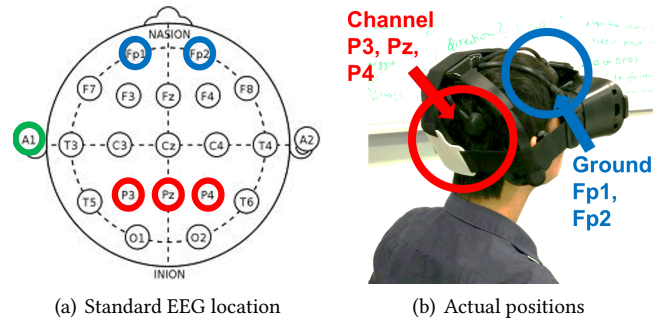 NASION
Fp1 Fp2
F7 F3 Fz F4 F8
A1 T3 C3 Cz C4 T4 A2
T5 P3 Pz P4 T6
O1 O2
INION
(a) Standard EEG location
Channel
P3, Pz,
P4
direction?
Ground
Fp1,
Fp2
(b) Actual positions